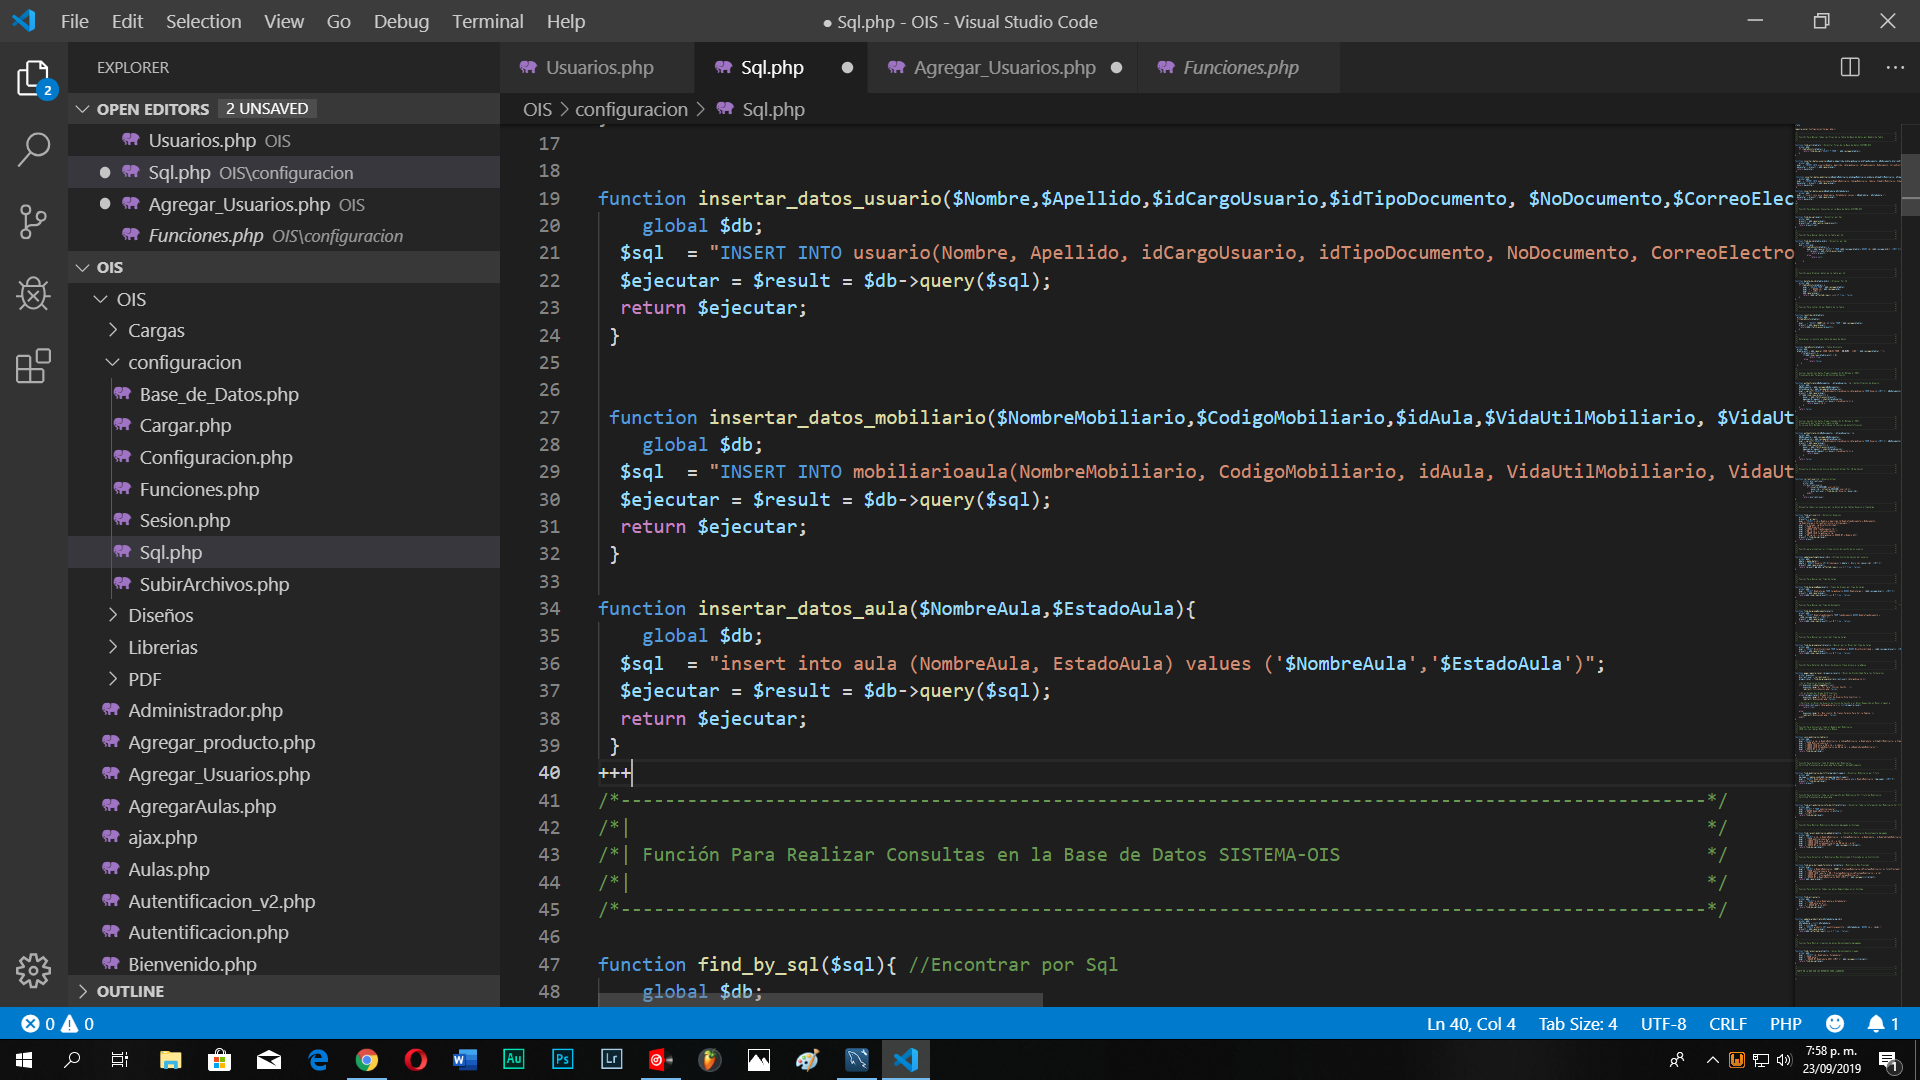 File Edit Selection View Go Debug Terminal Help
● Sql.php - OIS - Visual Studio Code
EXPLORER
2
OPEN EDITORS 2 UNSAVED
Usuarios.php OIS
Sql.php OIS\configuracion
Agregar_Usuarios.php OIS
Funciones.php OIS\configuracion
OIS
OIS
Cargas
configuracion
Base_de_Datos.php
Cargar.php
Configuracion.php
Funciones.php
Sesion.php
Sql.php
SubirArchivos.php
Diseños
Librerias
PDF
Administrador.php
Agregar_producto.php
Agregar_Usuarios.php
AgregarAulas.php
ajax.php
Aulas.php
Autentificacion_v2.php
Autentificacion.php
Bienvenido.php
OUTLINE
Usuarios.php Sql.php Agregar_Usuarios.php Funciones.php
OIS > configuracion > Sql.php
17
18
19 function insertar_datos_usuario($Nombre,$Apellido,$idCargoUsuario,$idTipoDocumento, $NoDocumento,$CorreoElec
20 global $db;
21 $sql = "INSERT INTO usuario(Nombre, Apellido, idCargoUsuario, idTipoDocumento, NoDocumento, CorreoElectro
22 $ejecutar = $result = $db->query($sql);
23 return $ejecutar;
24 }
25
26
27 function insertar_datos_mobiliario($NombreMobiliario,$CodigoMobiliario,$idAula,$VidaUtilMobiliario, $VidaUt
28 global $db;
29 $sql = "INSERT INTO mobiliarioaula(NombreMobiliario, CodigoMobiliario, idAula, VidaUtilMobiliario, VidaUt
30 $ejecutar = $result = $db->query($sql);
31 return $ejecutar;
32 }
33
34 function insertar_datos_aula($NombreAula,$EstadoAula){
35 global $db;
36 $sql = "insert into aula (NombreAula, EstadoAula) values ('$NombreAula','$EstadoAula')";
37 $ejecutar = $result = $db->query($sql);
38 return $ejecutar;
39 }
40 +++
41 /*--------------------------------------------------------------------------------------------------*/
42 /*| */
43 /*| Función Para Realizar Consultas en la Base de Datos SISTEMA-OIS */
44 /*| */
45 /*--------------------------------------------------------------------------------------------------*/
46
47 function find_by_sql($sql){ //Encontrar por Sql
48 global $db;
0 0
Ln 40, Col 4 Tab Size: 4 UTF-8 CRLF PHP 1
W Au Ps Lr
7:58 p. m.
23/09/2019
1